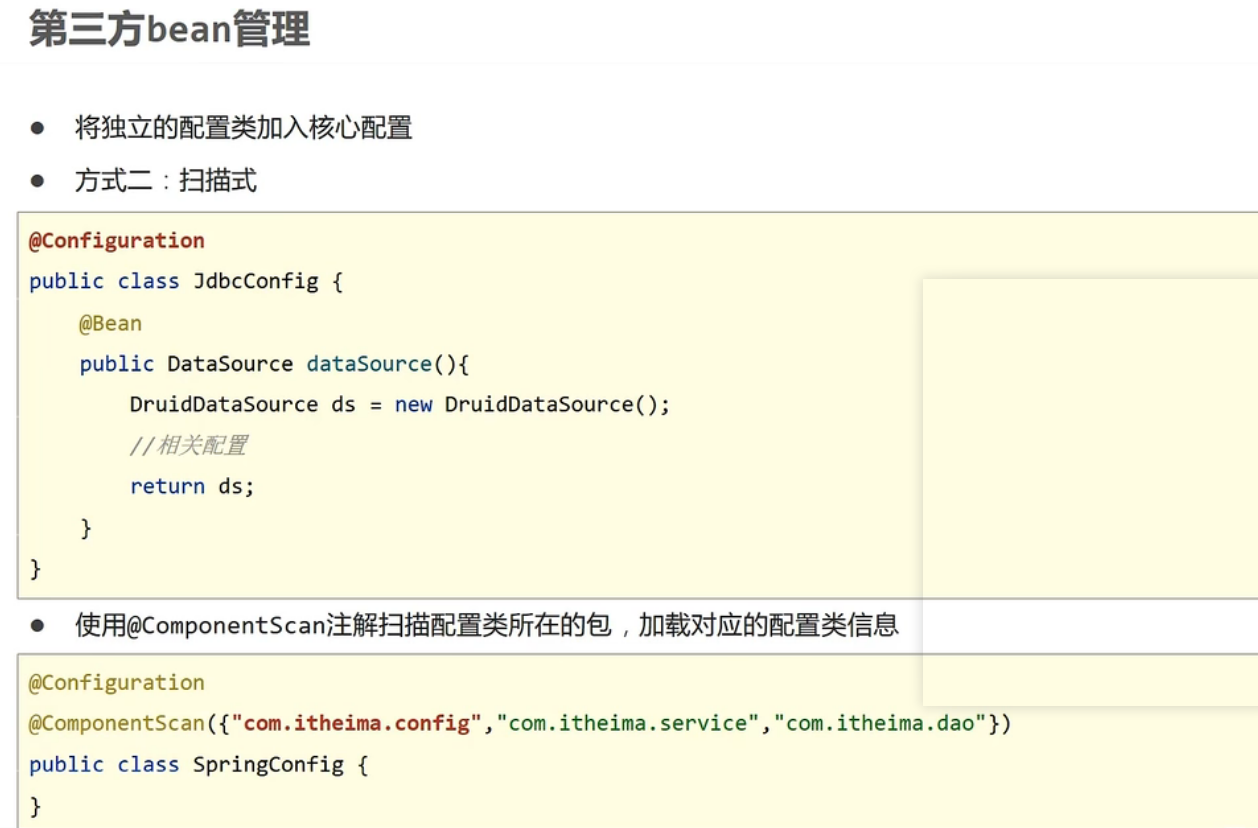 第三方bean管理
● 将独立的配置类加入核心配置
● 方式二：扫描式
@Configuration
public class JdbcConfig {
    @Bean
    public DataSource dataSource(){
        DruidDataSource ds = new DruidDataSource();
        //相关配置
        return ds;
    }
}
● 使用@ComponentScan注解扫描配置类所在的包，加载对应的配置类信息
@Configuration
@ComponentScan({"com.itheima.config","com.itheima.service","com.itheima.dao"})
public class SpringConfig {
}